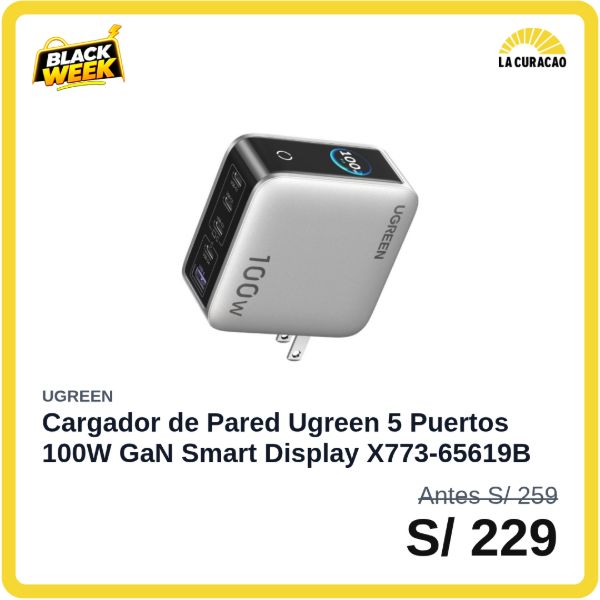 BLACK
WEEK
LA CURACAO
100
UGREEN
100W
UGREEN
Cargador de Pared Ugreen 5 Puertos
100W GaN Smart Display X773-65619B
Antes S/ 259
S/ 229